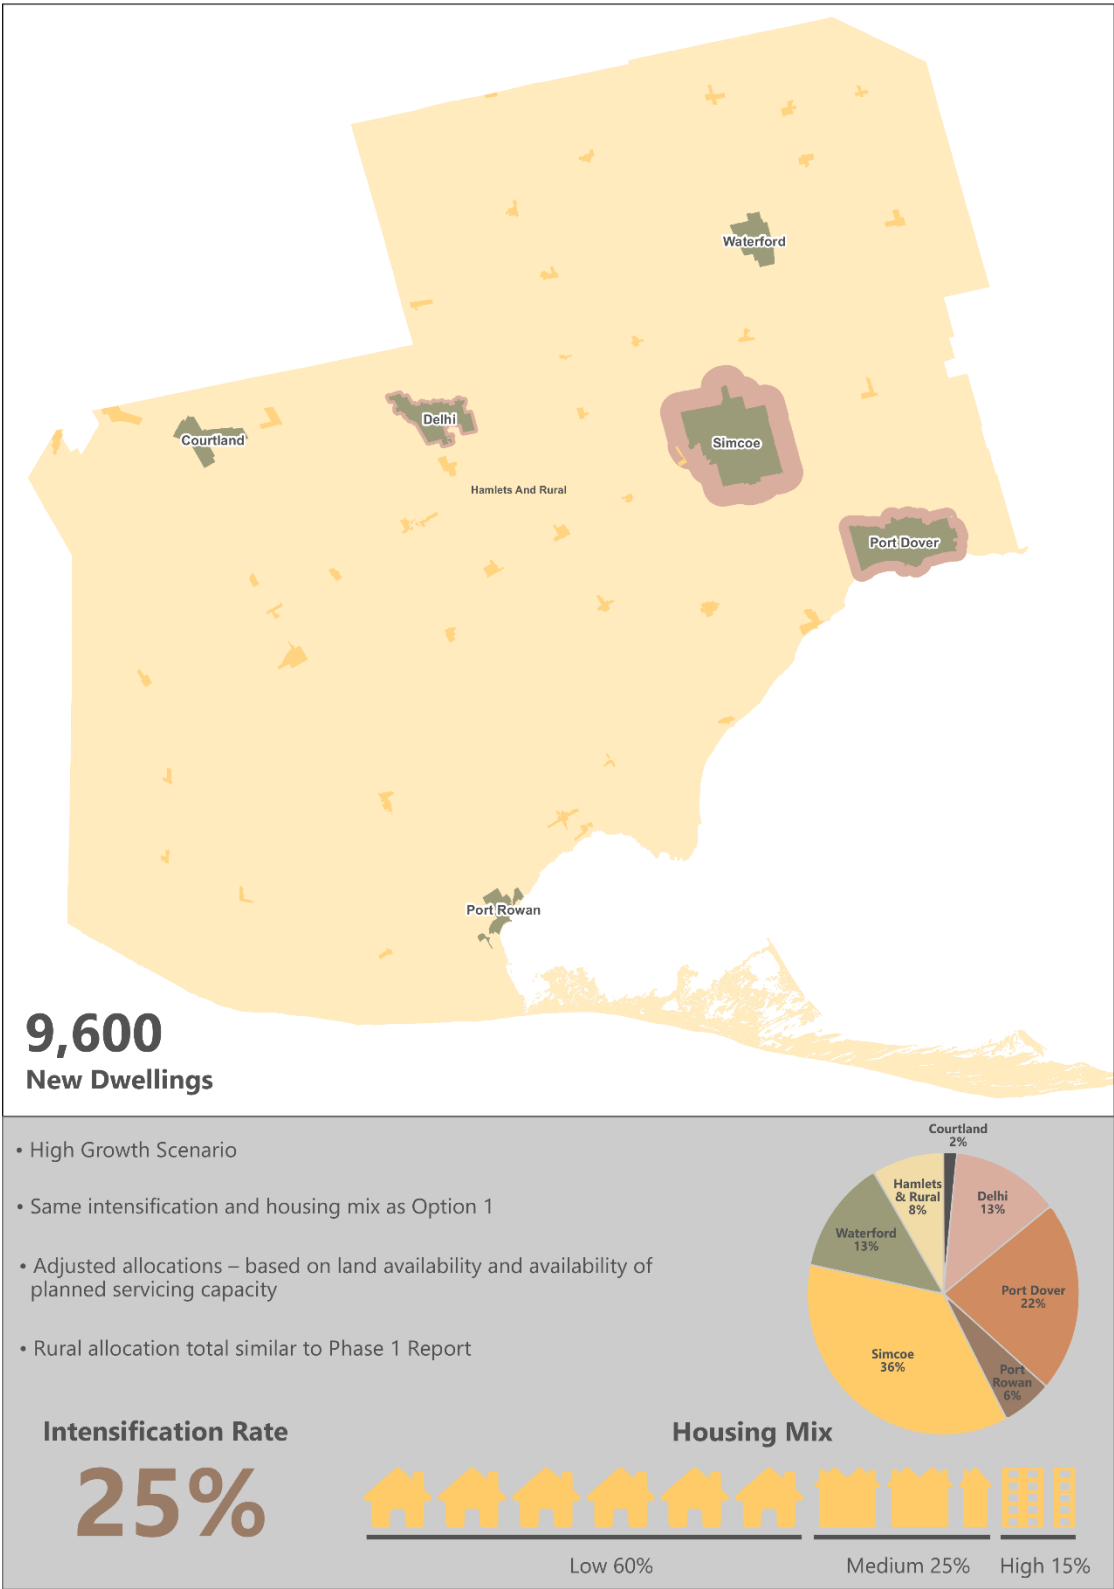 Waterford
Delhi
Courtland
Simcoe
Hamlets And Rural
Port Dover
Port Rowan
9,600
New Dwellings
• High Growth Scenario
• Same intensification and housing mix as Option 1
• Adjusted allocations – based on land availability and availability of
planned servicing capacity
• Rural allocation total similar to Phase 1 Report
Courtland
2%
Hamlets
& Rural
8%
Delhi
13%
Waterford
13%
Port Dover
22%
Simcoe
36%
Port
Rowan
6%
Intensification Rate
25%
Housing Mix
Low 60%
Medium 25%
High 15%